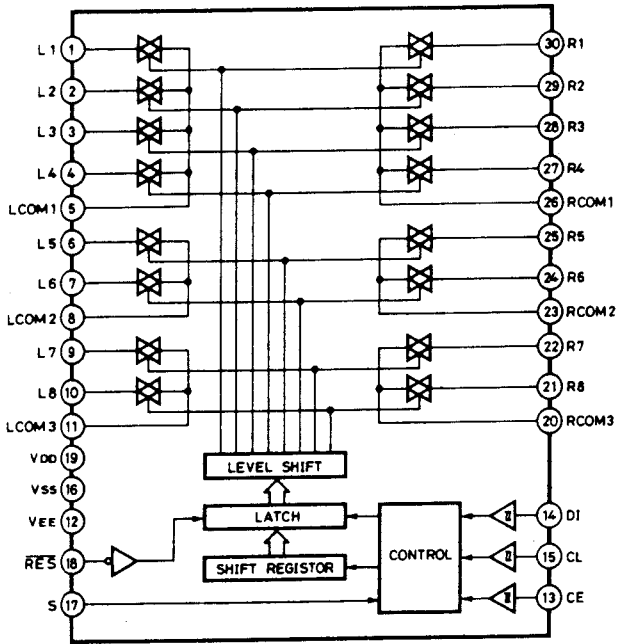 L1 1 30 R1
L2 2 29 R2
L3 3 28 R3
L4 4 27 R4
LCOM1 5 26 RCOM1
L5 6 25 R5
L6 7 24 R6
LCOM2 8 23 RCOM2
L7 9 22 R7
L8 10 21 R8
LCOM3 11 20 RCOM3
VDD 19
LEVEL SHIFT
VSS 16
VEE 12
LATCH
14 DI
RES 18
SHIFT REGISTOR
CONTROL
15 CL
S 17
13 CE